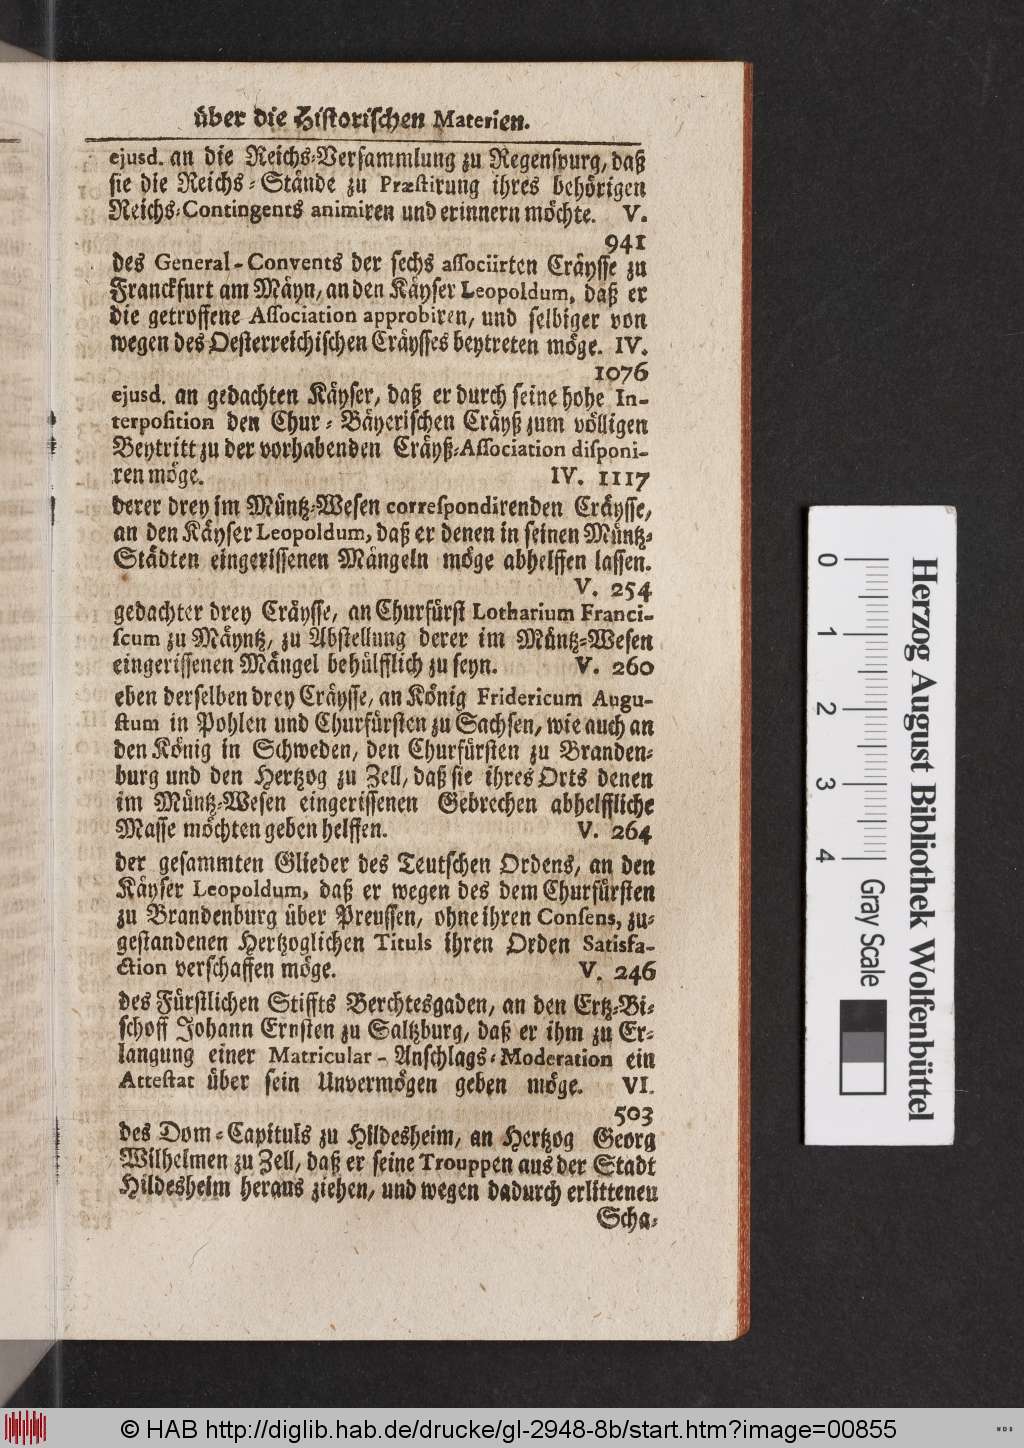 über die Historischen Materien.
ejusd. an die Reichs-Versammlung zu Regenspurg, daß
sie die Reichs-Stände zu Præstirung ihres behörigen
Reichs-Contingents animiren und erinnern möchte. V.
941
des General-Convents der sechs associirten Cräysse zu
Franckfurt am Mäyn, an den Käyser Leopoldum, daß er
die getroffene Association approbiren, und selbiger von
wegen des Oesterreichischen Cräysses beytreten möge. IV.
1076
ejusd. an gedachten Käyser, daß er durch seine hohe In-
terposition den Chur-Bäyerischen Cräyß zum völligen
Beytritt zu der vorhabenden Cräyß-Association disponi-
ren möge. IV. 1117
derer drey im Müntz-Wesen correspondirenden Cräysse,
an den Käyser Leopoldum, daß er denen in seinen Müntz-
Städten eingerissenen Mängeln möge abhelffen lassen.
V. 254
gedachter drey Cräysse, an Churfürst Lotharium Franci-
scum zu Mäyntz, zu Abstellung derer im Müntz-Wesen
eingerissenen Mängel behülfflich zu seyn. V. 260
eben derselben drey Cräysse, an König Fridericum Augu-
stum in Pohlen und Churfürsten zu Sachsen, wie auch an
den König in Schweden, den Churfürsten zu Branden-
burg und den Hertzog zu Zell, daß sie ihres Orts denen
im Müntz-Wesen eingerissenen Gebrechen abhelffliche
Masse möchten geben helffen. V. 264
der gesammten Glieder des Teutschen Ordens, an den
Käyser Leopoldum, daß er wegen des dem Churfürsten
zu Brandenburg über Preussen, ohne ihren Consens, zu-
gestandenen Hertzoglichen Tituls ihren Orden Satisfa-
ction verschaffen möge. V. 246
des Fürstlichen Stiffts Berchtesgaden, an den Ertz-Bi-
schoff Johann Ernsten zu Saltzburg, daß er ihm zu Er-
langung einer Matricular-Anschlags-Moderation ein
Attestat über sein Unvermögen geben möge. VI.
503
des Dom-Capituls zu Hildesheim, an Hertzog Georg
Wilhelmen zu Zell, daß er seine Trouppen aus der Stadt
Hildesheim heraus ziehen, und wegen dadurch erlittenen
Scha-
0 1 2 3 4 Gray Scale
Herzog August Bibliothek Wolfenbüttel
© HAB http://diglib.hab.de/drucke/gl-2948-8b/start.htm?image=00855